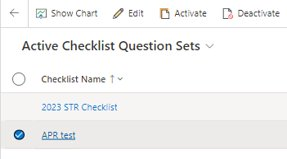 Show Chart Edit Activate Deactivate
Active Checklist Question Sets
Checklist Name
2023 STR Checklist
APR test